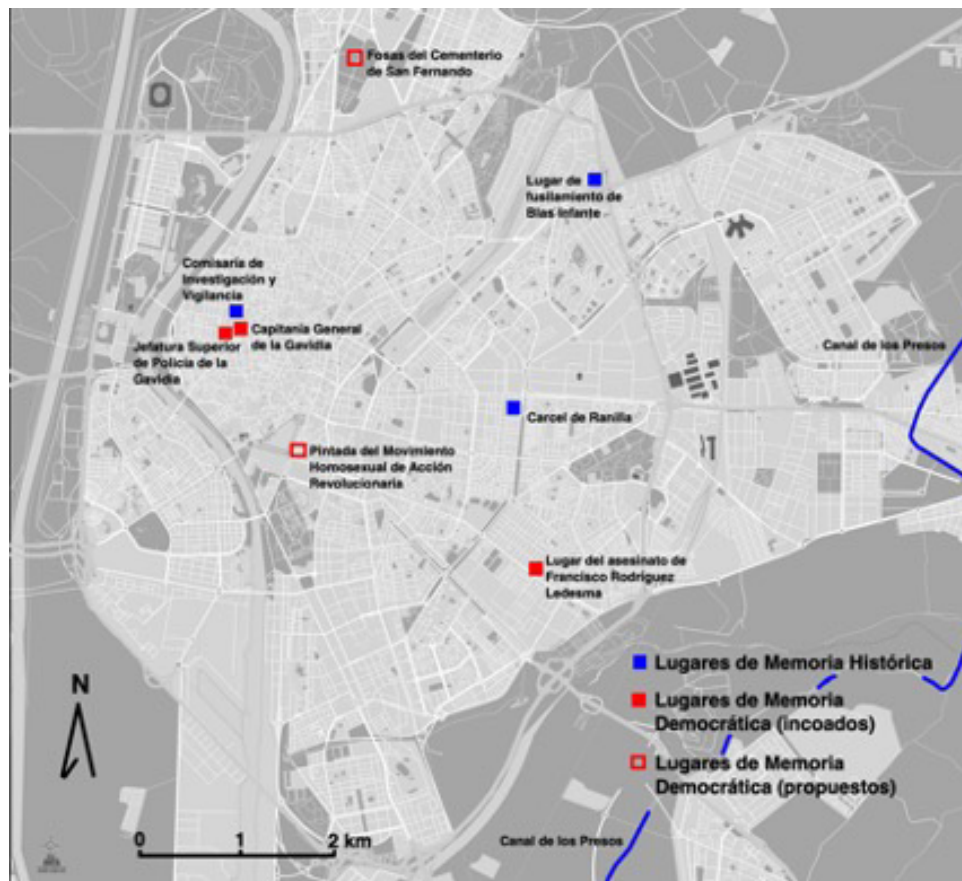 Fosas del Cementerio
de San Fernando
Lugar de
fusilamiento de
Blas Infante
Comisaría de
Investigación y
Vigilancia
Capitanía General
de la Gavidia
Jefatura Superior
de Policía de la
Gavidia
Canal de los Presos
Carcel de Ranilla
Pintada del Movimiento
Homosexual de Acción
Revolucionaria
Lugar del asesinato de
Francisco Rodríguez
Ledesma
Lugares de Memoria Histórica
Lugares de Memoria
Democrática (incoados)
Lugares de Memoria
Democrática (propuestos)
N
0 1 2 km
Canal de los Presos